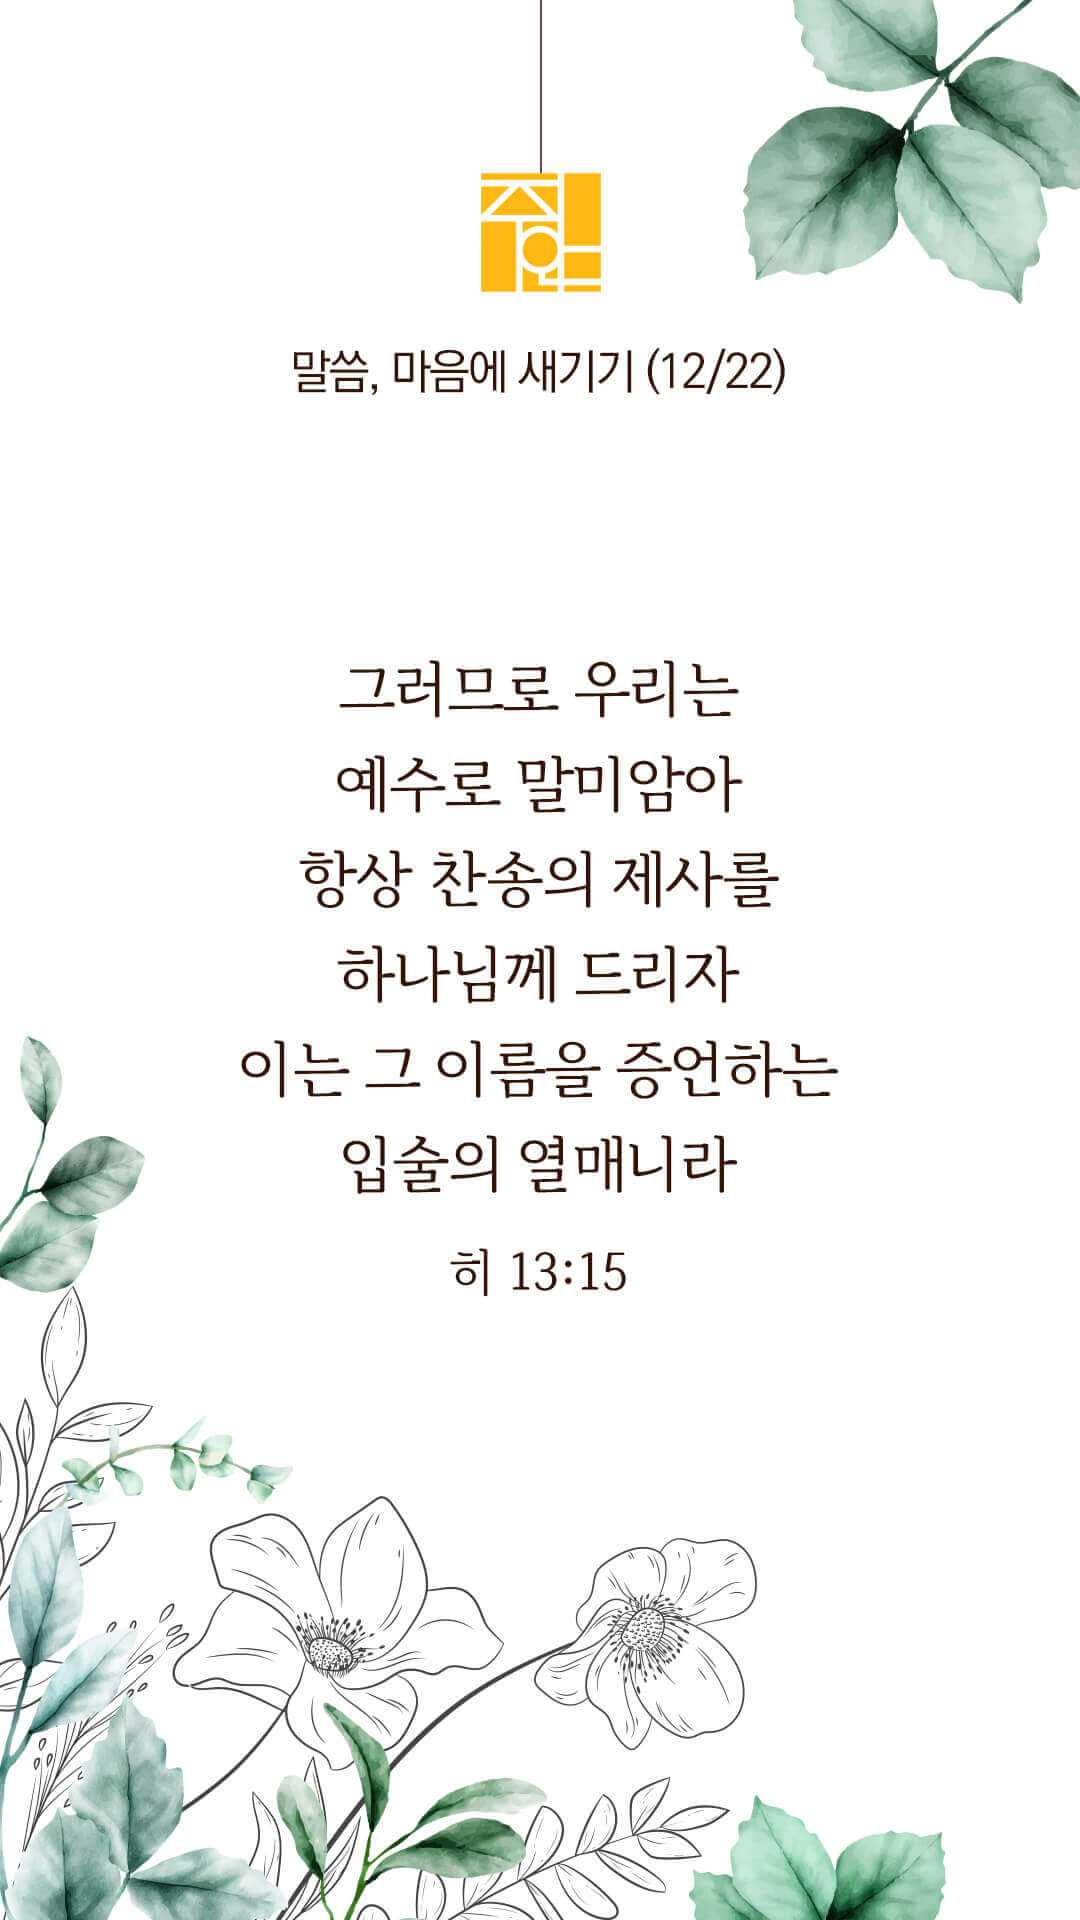 주인
말씀, 마음에 새기기 (12/22)
그러므로 우리는
예수로 말미암아
항상 찬송의 제사를
하나님께 드리자
이는 그 이름을 증언하는
입술의 열매니라
히 13:15